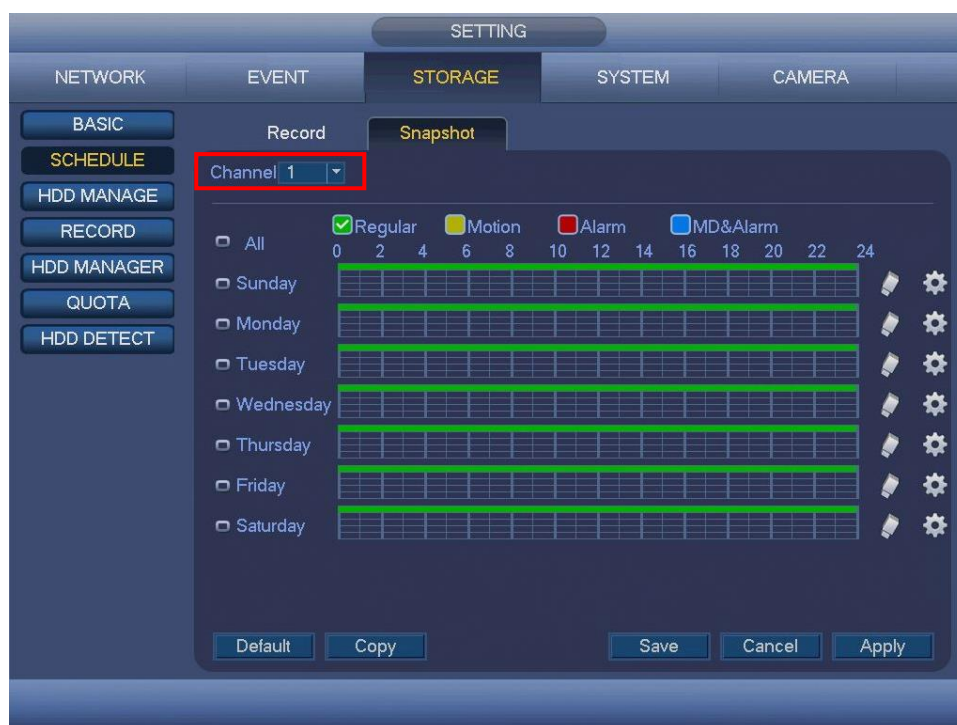 SETTING
NETWORK EVENT STORAGE SYSTEM CAMERA
BASIC
SCHEDULE
HDD MANAGE
RECORD
HDD MANAGER
QUOTA
HDD DETECT
Record Snapshot
Channel 1
All Regular Motion Alarm MD&Alarm
0 2 4 6 8 10 12 14 16 18 20 22 24
Sunday
Monday
Tuesday
Wednesday
Thursday
Friday
Saturday
Default Copy Save Cancel Apply